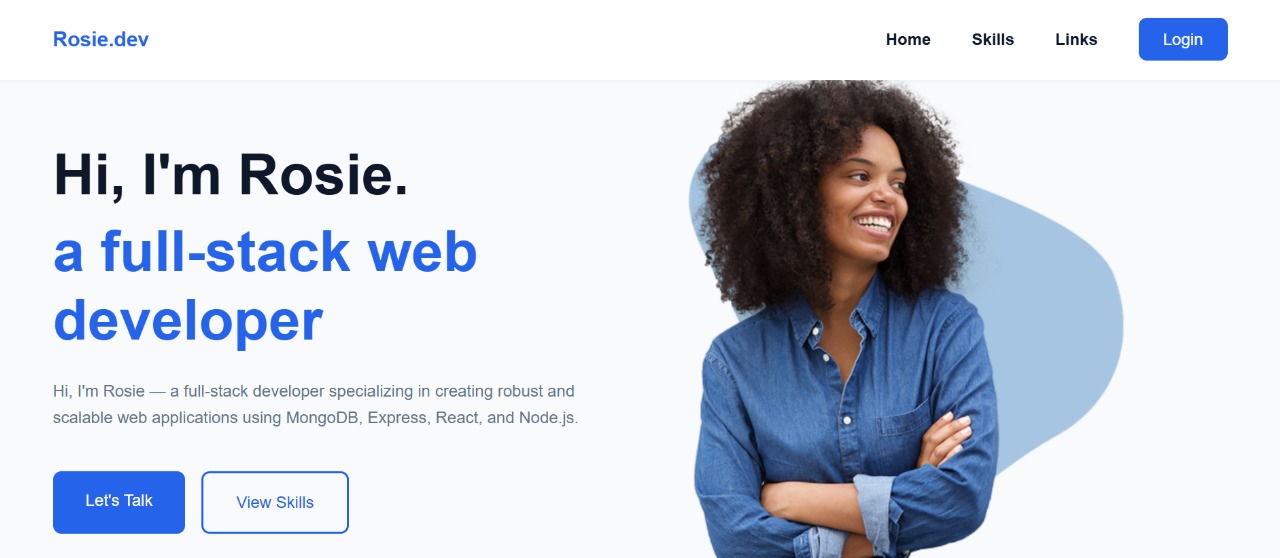 Rosie.dev
Home
Skills
Links
Login
Hi, I'm Rosie.
a full-stack web
developer
Hi, I'm Rosie — a full-stack developer specializing in creating robust and
scalable web applications using MongoDB, Express, React, and Node.js.
Let's Talk
View Skills